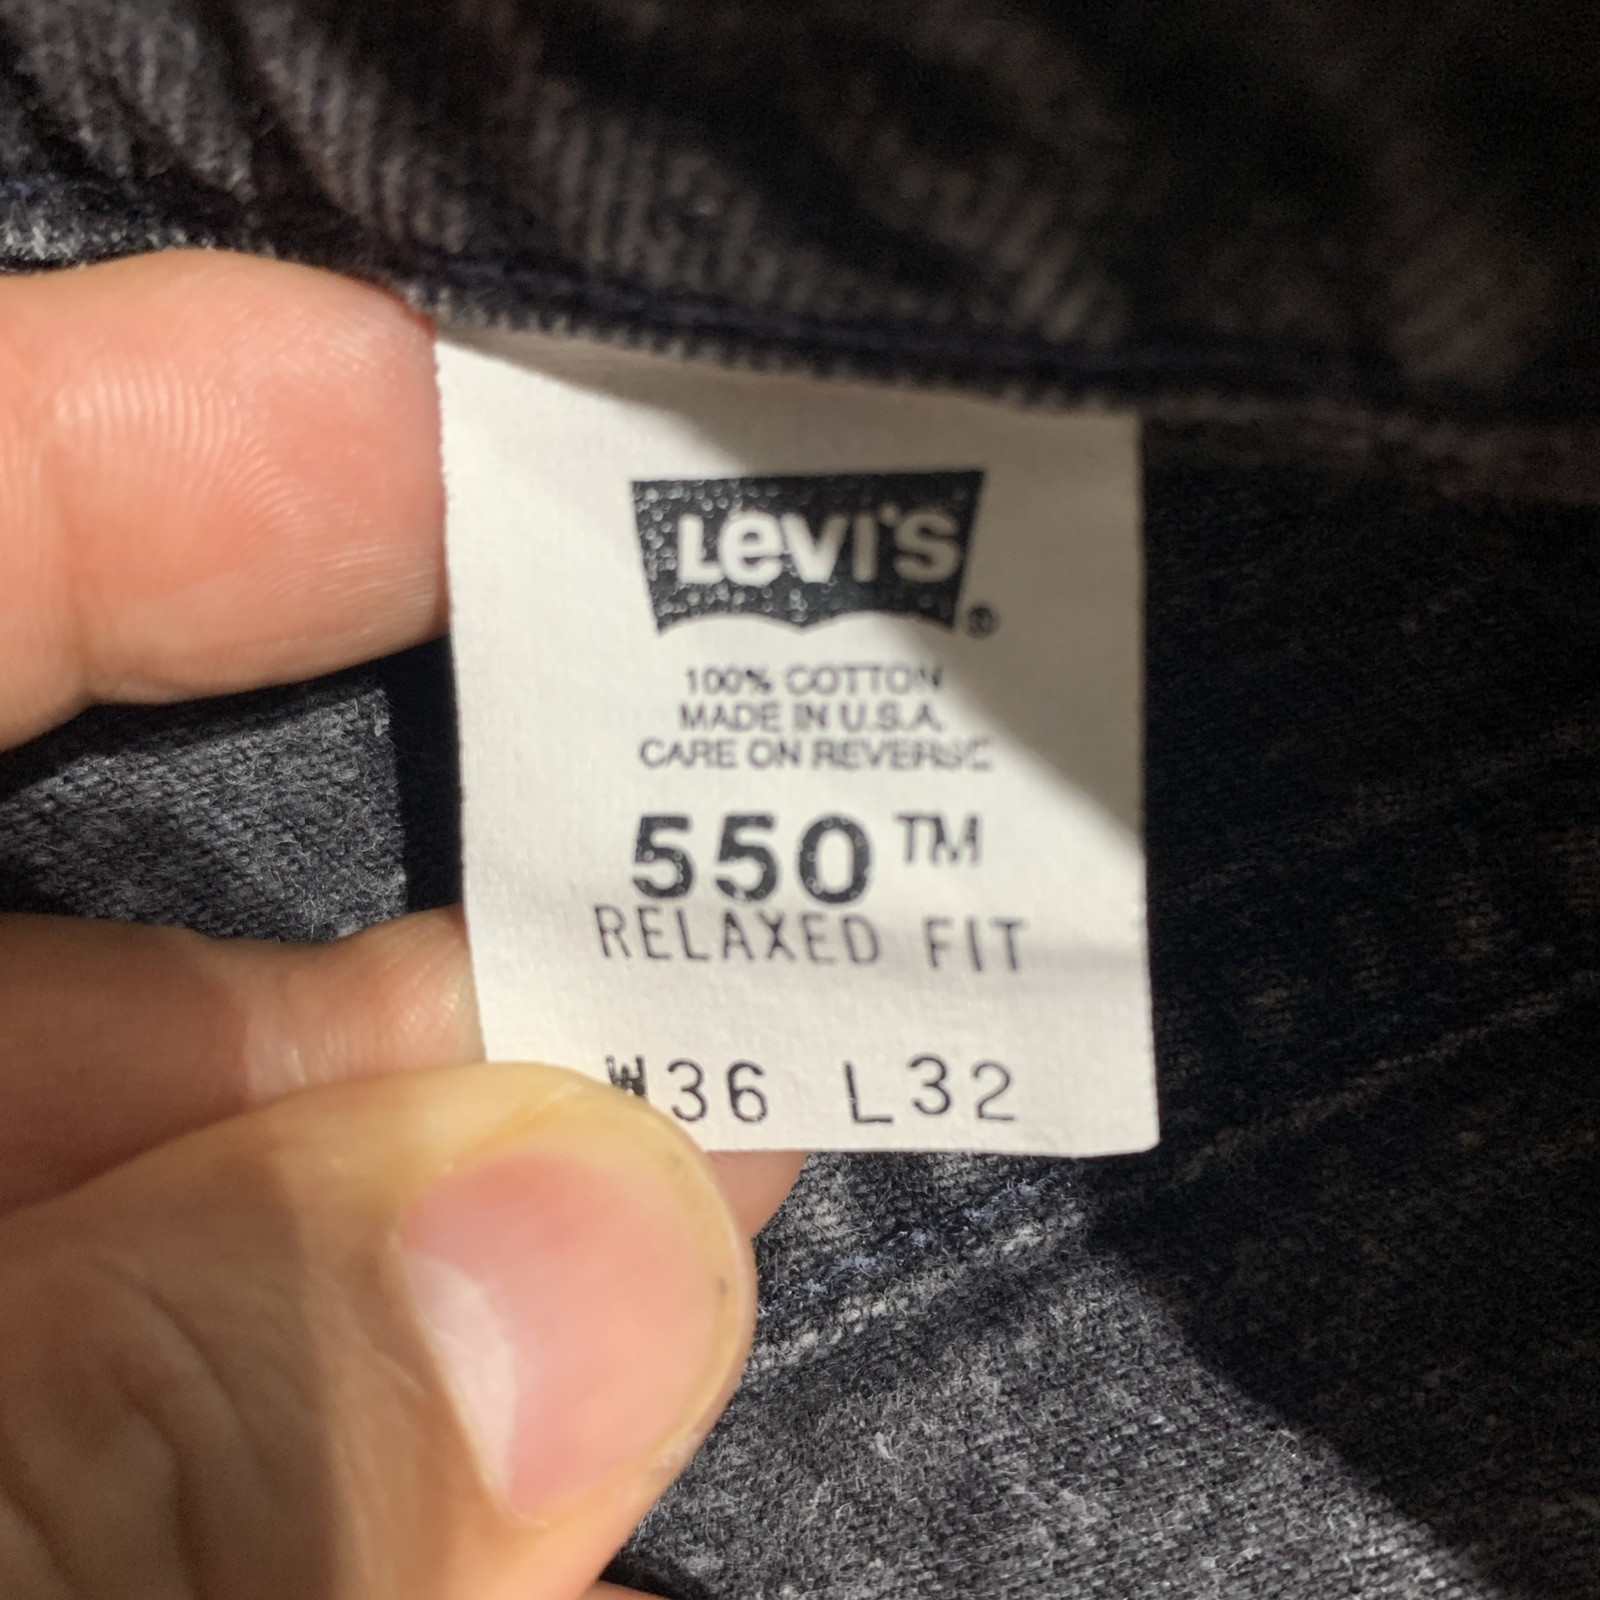 LEVI'S ®
100% COTTON
MADE IN U.S.A.
CARE ON REVERSE
550™
RELAXED FIT
W36 L32